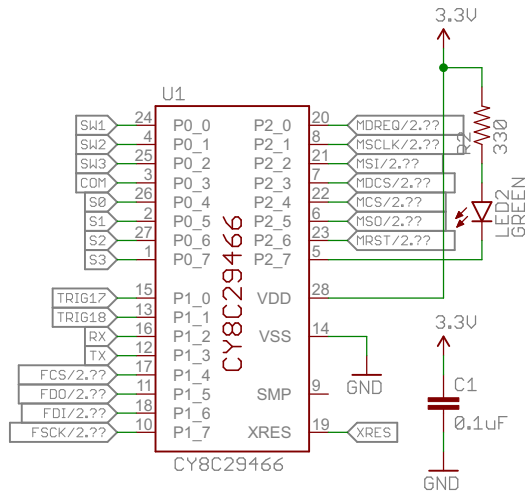 3.3V
U1
SW1 24 P0_0 P2_0 20 MDREQ/2.??
SW2 4 P0_1 P2_1 8 MSCLK/2.??
SW3 25 P0_2 P2_2 21 MSI/2.??
COM 3 P0_3 P2_3 7 MDCS/2.??
S0 26 P0_4 P2_4 22 MCS/2.??
S1 2 P0_5 P2_5 6 MSO/2.??
S2 27 P0_6 P2_6 23 MRST/2.??
S3 1 P0_7 P2_7 5
R2
330
LED2
GREEN
CY8C29466
TRIG17 15 P1_0 VDD 28
TRIG18 13 P1_1
RX 16 P1_2 VSS 14
TX 12 P1_3
FCS/2.?? 17 P1_4
FDO/2.?? 11 P1_5 SMP 9
FDI/2.?? 18 P1_6
FSCK/2.?? 10 P1_7 XRES 19 XRES
CY8C29466
GND
3.3V
C1
0.1uF
GND